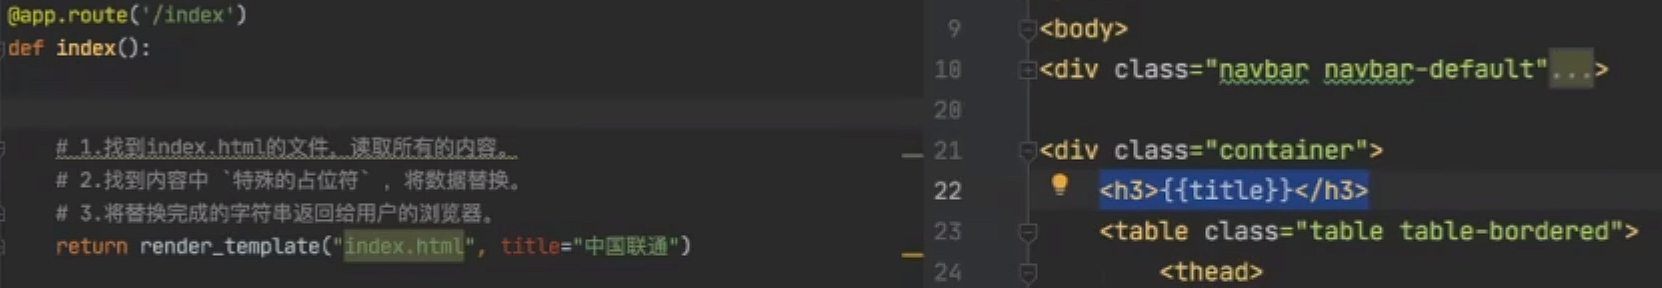 @app.route('/index')
def index():
# 1.找到index.html的文件。读取所有的内容。
# 2.找到内容中 `特殊的占位符` ，将数据替换。
# 3.将替换完成的字符串返回给用户的浏览器。
return render_template("index.html", title="中国联通")
9 <body>
10 <div class="navbar navbar-default"...>
20
21 <div class="container">
22 <h3>{{title}}</h3>
23 <table class="table table-bordered">
24 <thead>